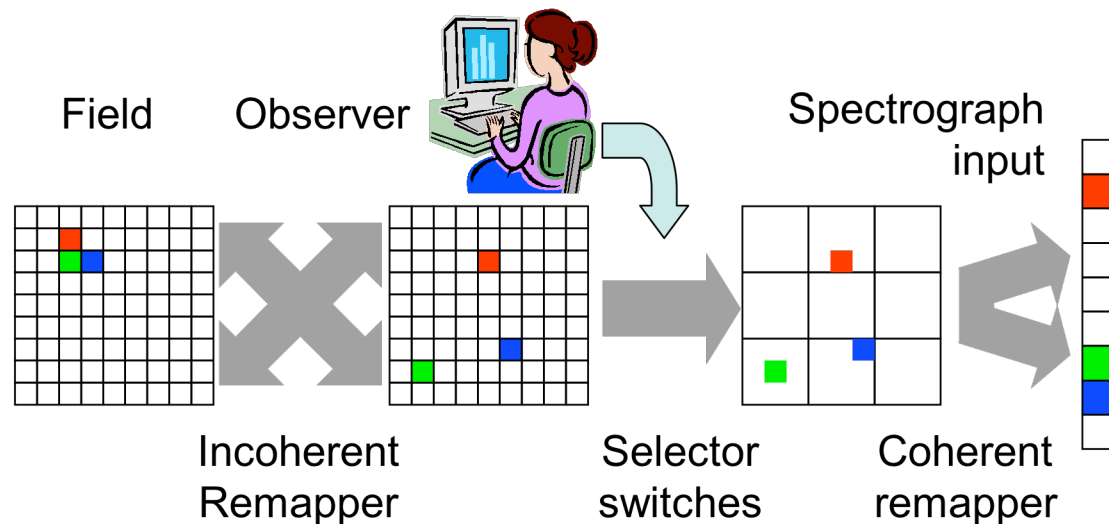 Field
Observer
Spectrograph
input
Incoherent
Remapper
Selector
switches
Coherent
remapper